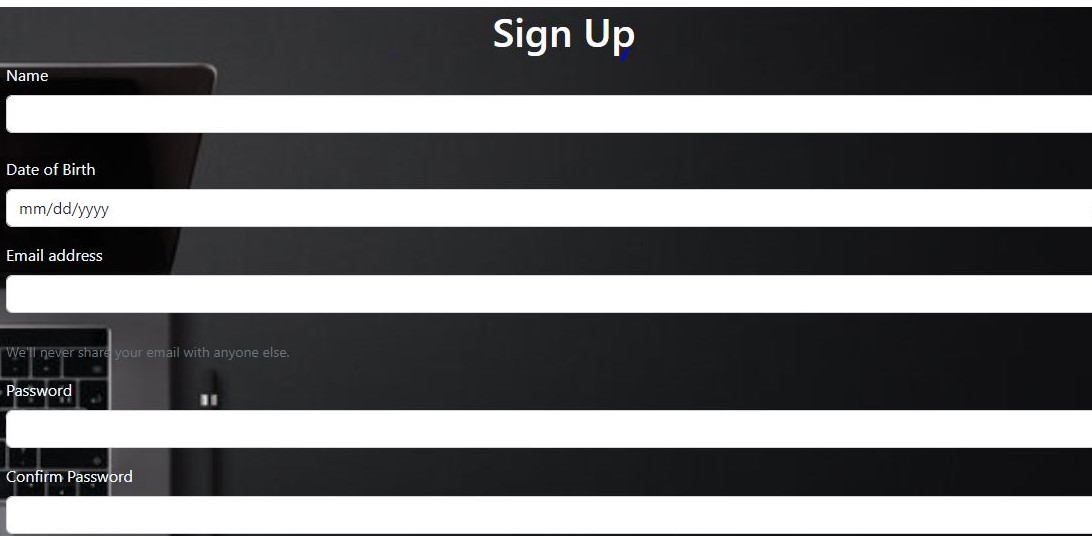 Sign Up
Name
Date of Birth
mm/dd/yyyy
Email address
We'll never share your email with anyone else.
Password
Confirm Password